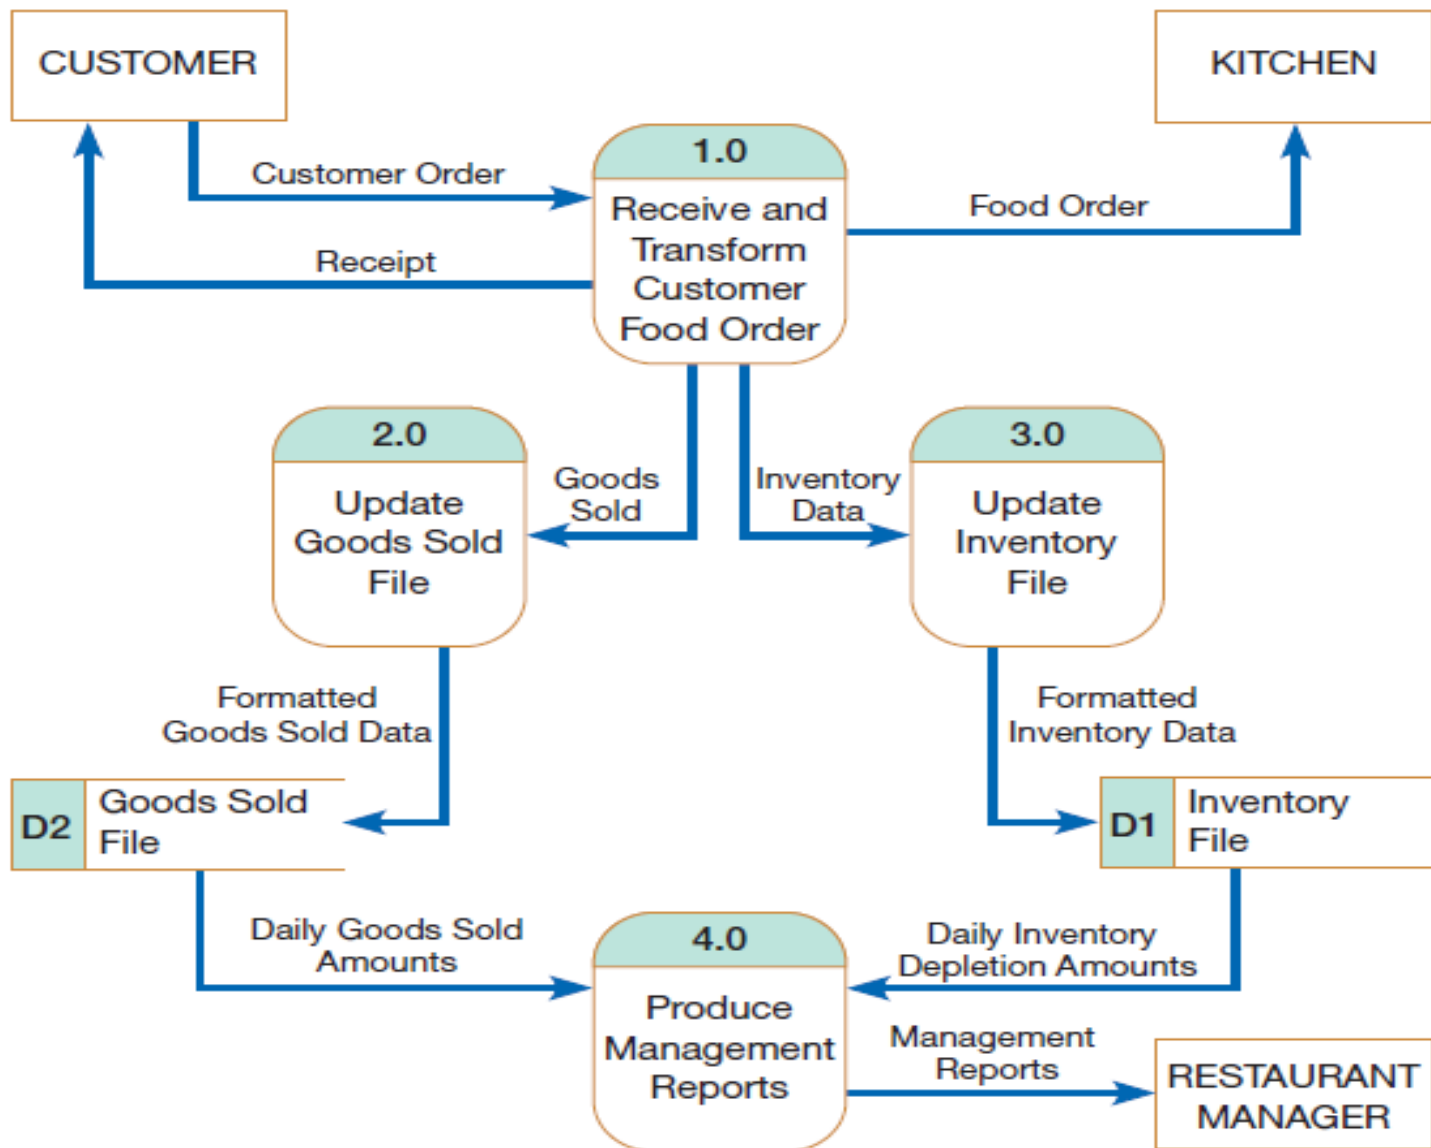 CUSTOMER
KITCHEN
1.0
Receive and
Transform
Customer
Food Order
Customer Order
Receipt
Food Order
2.0
Update
Goods Sold
File
Goods
Sold
Inventory
Data
3.0
Update
Inventory
File
Formatted
Goods Sold Data
Formatted
Inventory Data
D2
Goods Sold
File
D1
Inventory
File
Daily Goods Sold
Amounts
4.0
Produce
Management
Reports
Daily Inventory
Depletion Amounts
Management
Reports
RESTAURANT
MANAGER